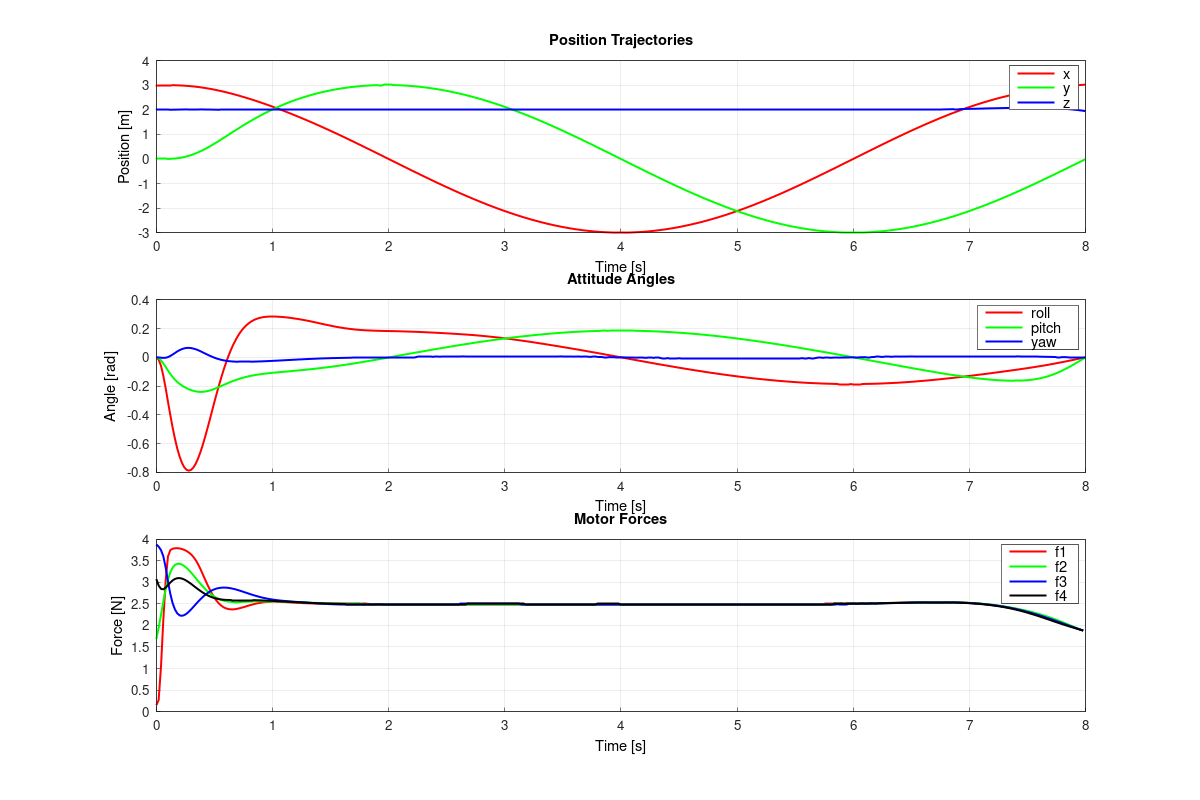 Position Trajectories
4
3
2
1
0
-1
-2
-3
Position [m]
x
y
z
0 1 2 3 4 5 6 7 8
Time [s]
Attitude Angles
0.4
0.2
0
-0.2
-0.4
-0.6
-0.8
Angle [rad]
roll
pitch
yaw
0 1 2 3 4 5 6 7 8
Time [s]
Motor Forces
4
3.5
3
2.5
2
1.5
1
0.5
0
Force [N]
f1
f2
f3
f4
0 1 2 3 4 5 6 7 8
Time [s]